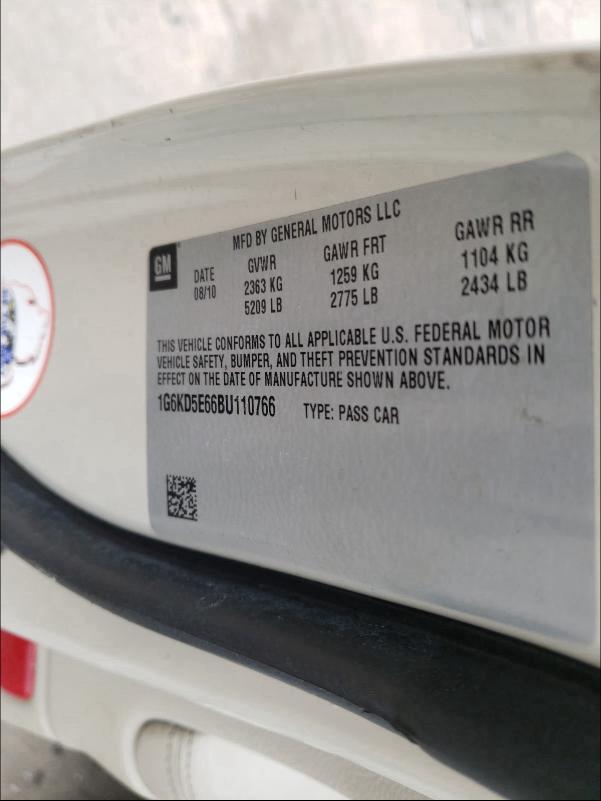 GM
MFD BY GENERAL MOTORS LLC
DATE GVWR GAWR FRT GAWR RR
08/10 2363 KG 1259 KG 1104 KG
5209 LB 2775 LB 2434 LB
THIS VEHICLE CONFORMS TO ALL APPLICABLE U.S. FEDERAL MOTOR
VEHICLE SAFETY, BUMPER, AND THEFT PREVENTION STANDARDS IN
EFFECT ON THE DATE OF MANUFACTURE SHOWN ABOVE.
1G6KD5E66BU110766 TYPE: PASS CAR